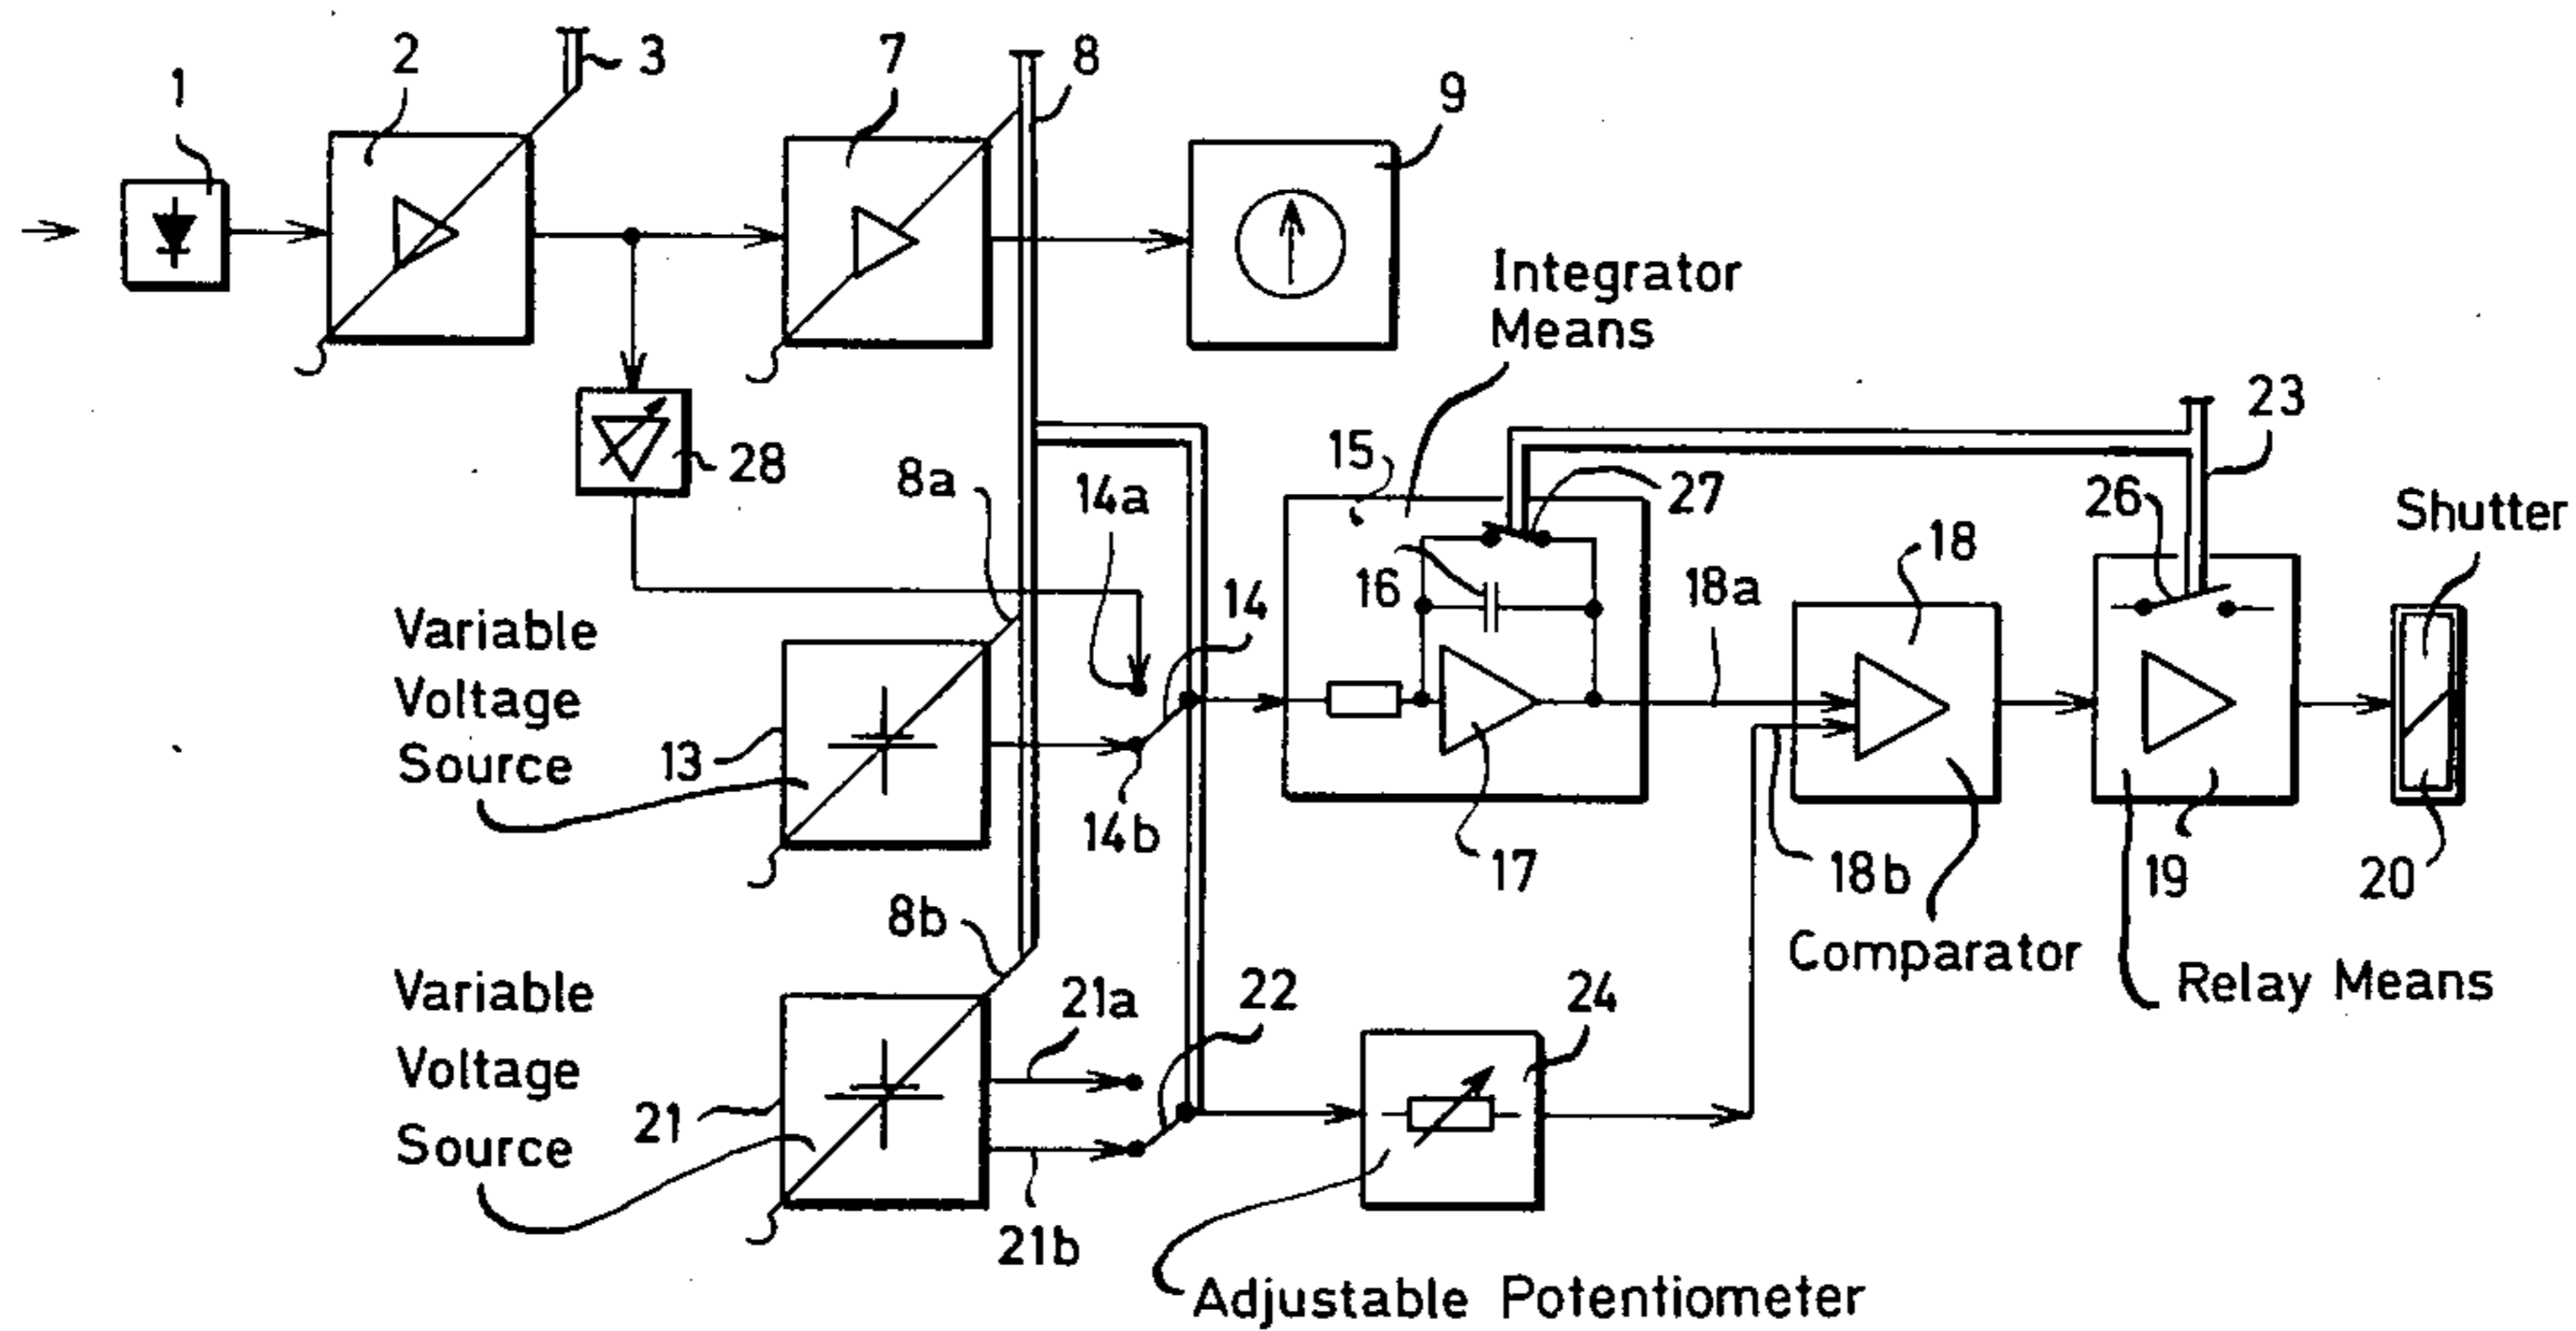 1
2
3
7
8
9
Integrator
Means
28
8a
14a
15
27
23
26
Shutter
16
14
18a
18
Variable
Voltage
Source
13
14b
17
18b
19
20
8b
Comparator
Relay Means
Variable
Voltage
Source
21
21a
22
24
21b
Adjustable Potentiometer